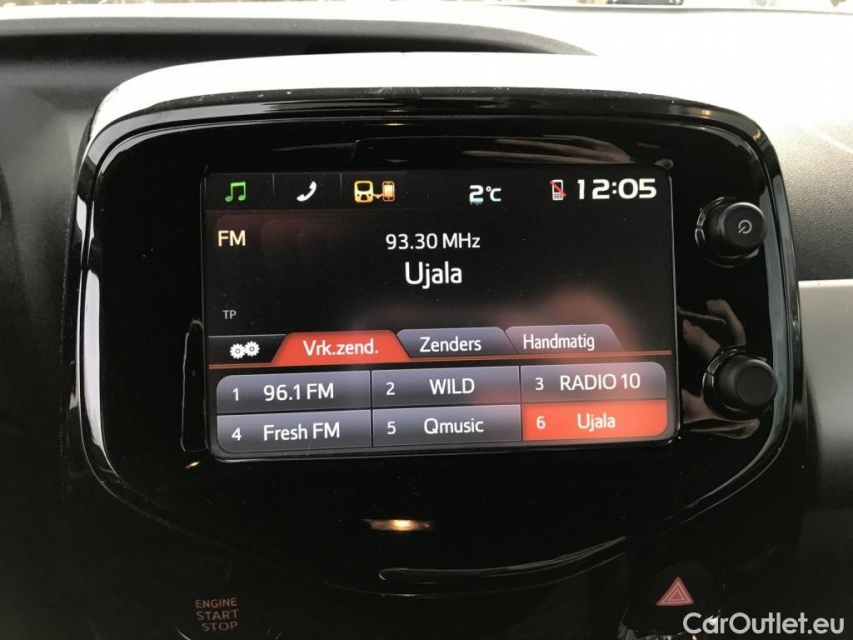 2°C 12:05
FM
93.30 MHz
Ujala
TP
Vrk.zend. Zenders Handmatig
1 96.1 FM 2 WILD 3 RADIO 10
4 Fresh FM 5 Qmusic 6 Ujala
ENGINE
START
STOP
CarOutlet.eu